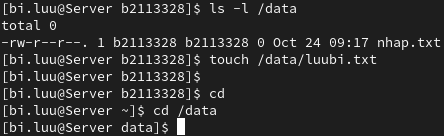 [bi.luu@Server b2113328]$ ls -l /data
total 0
-rw-r--r--. 1 b2113328 b2113328 0 Oct 24 09:17 nhap.txt
[bi.luu@Server b2113328]$ touch /data/luubi.txt
[bi.luu@Server b2113328]$
[bi.luu@Server b2113328]$ cd
[bi.luu@Server ~]$ cd /data
[bi.luu@Server data]$